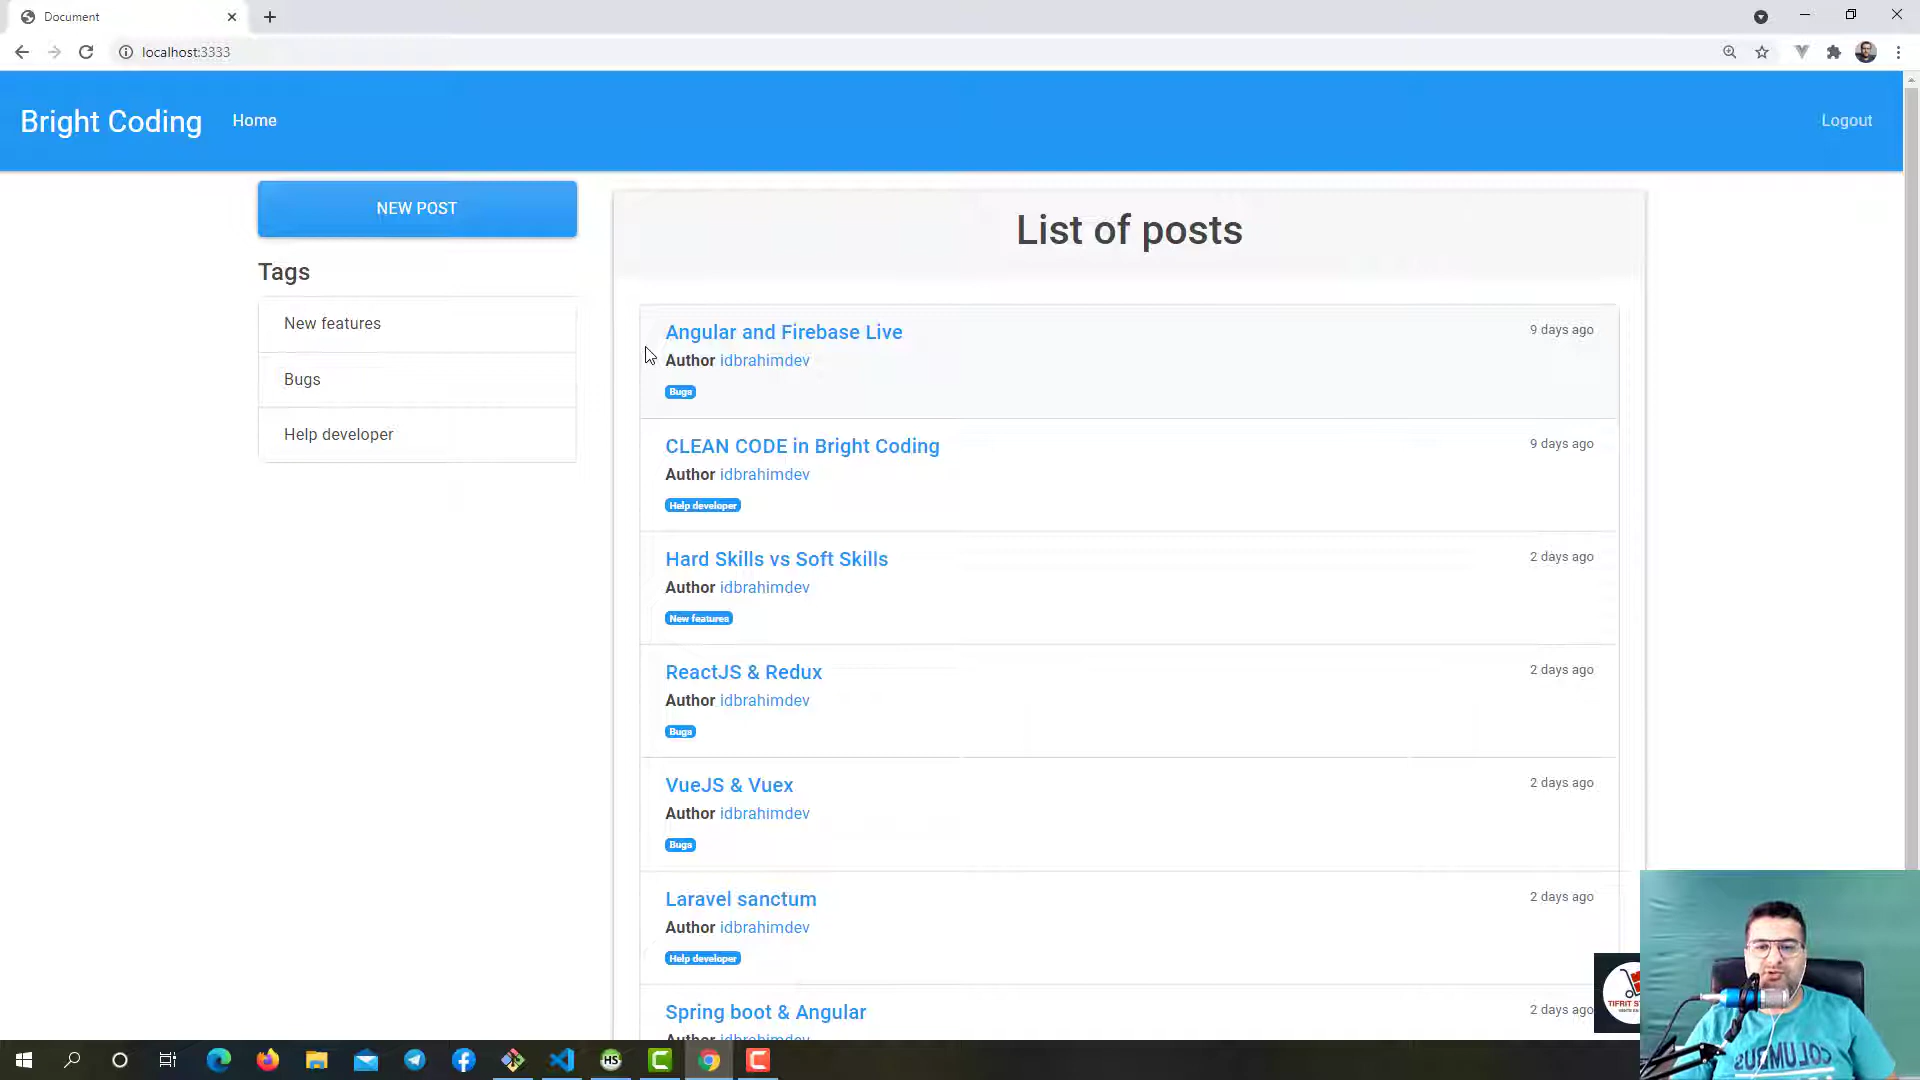 Document
localhost:3333
Bright Coding
Home
Logout
NEW POST
Tags
New features
Bugs
Help developer
List of posts
Angular and Firebase Live
9 days ago
Author idbrahimdev
Bugs
CLEAN CODE in Bright Coding
9 days ago
Author idbrahimdev
Help developer
Hard Skills vs Soft Skills
2 days ago
Author idbrahimdev
New features
ReactJS & Redux
2 days ago
Author idbrahimdev
Bugs
VueJS & Vuex
2 days ago
Author idbrahimdev
Bugs
Laravel sanctum
2 days ago
Author idbrahimdev
Help developer
Spring boot & Angular
2 days ago
TIFRIT
HS